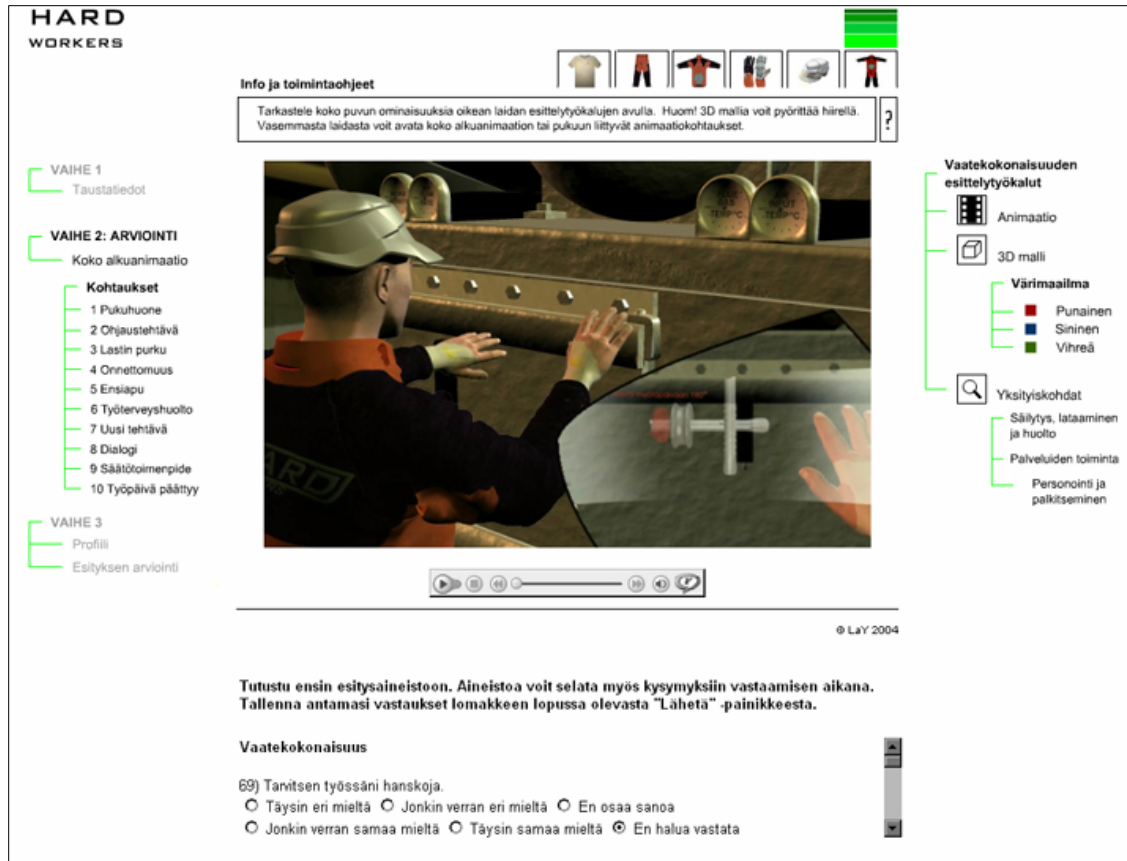 HARD
WORKERS
Info ja toimintaohjeet
Tarkastele koko puvun ominaisuuksia oikean laidan esittelytyökalujen avulla. Huom! 3D mallia voit pyörittää hiirellä.
Vasemmasta laidasta voit avata koko alkuanimaation tai pukuun liittyvät animaatiokohtaukset.
?
VAIHE 1
Taustatiedot
VAIHE 2: ARVIOINTI
Koko alkuanimaatio
Kohtaukset
1 Pukuhuone
2 Ohjaustehtävä
3 Lastin purku
4 Onnettomuus
5 Ensiapu
6 Työterveyshuolto
7 Uusi tehtävä
8 Dialogi
9 Säätötoimenpide
10 Työpäivä päättyy
VAIHE 3
Profiili
Esityksen arviointi
GAS
TEMP°C
INPUT
TEMP°C
HARD
Vaatekokonaisuuden
esittelytyökalut
Animaatio
3D malli
Värimaailma
Punainen
Sininen
Vihreä
Yksityiskohdat
Säilytys, lataaminen
ja huolto
Palveluiden toiminta
Personointi ja
palkitseminen
© LaY 2004
Tutustu ensin esitysaineistoon. Aineistoa voit selata myös kysymyksiin vastaamisen aikana.
Tallenna antamasi vastaukset lomakkeen lopussa olevasta "Lähetä" -painikkeesta.
Vaatekokonaisuus
69) Tarvitsen työssäni hanskoja.
Täysin eri mieltä Jonkin verran eri mieltä En osaa sanoa
Jonkin verran samaa mieltä Täysin samaa mieltä En halua vastata